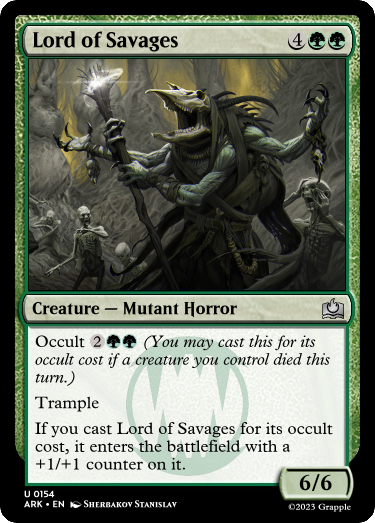 Lord of Savages 4
Creature — Mutant Horror
Occult 2 (You may cast this for its
occult cost if a creature you control died this
turn.)
Trample
If you cast Lord of Savages for its occult
cost, it enters the battlefield with a
+1/+1 counter on it.
6/6
U 0154
ARK • EN Sherbakov Stanislav
©2023 Grapple